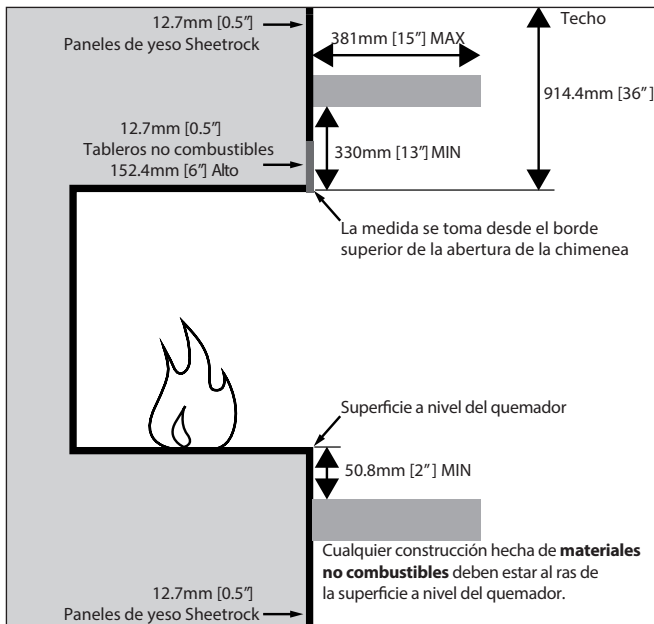 12.7mm [0.5”]
Paneles de yeso Sheetrock
Techo
381mm [15”] MAX
914.4mm [36”]
12.7mm [0.5”]
Tableros no combustibles
152.4mm [6”] Alto
330mm [13”] MIN
La medida se toma desde el borde
superior de la abertura de la chimenea
Superficie a nivel del quemador
50.8mm [2”] MIN
Cualquier construcción hecha de materiales
no combustibles deben estar al ras de
la superficie a nivel del quemador.
12.7mm [0.5”]
Paneles de yeso Sheetrock